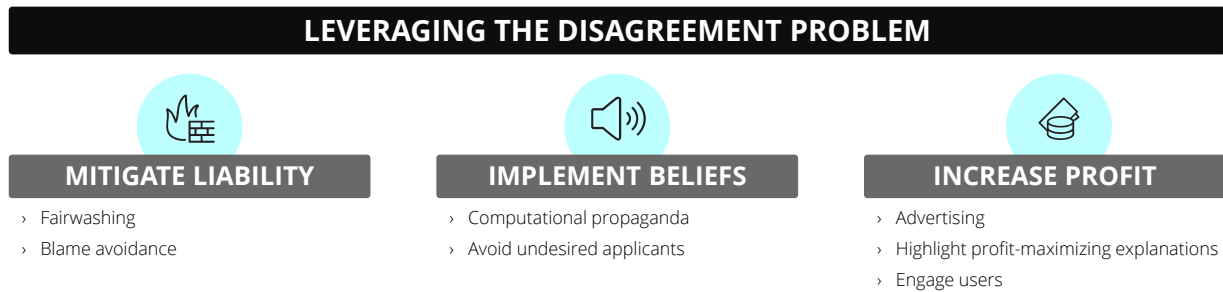 LEVERAGING THE DISAGREEMENT PROBLEM
MITIGATE LIABILITY
› Fairwashing
› Blame avoidance
IMPLEMENT BELIEFS
› Computational propaganda
› Avoid undesired applicants
INCREASE PROFIT
› Advertising
› Highlight profit-maximizing explanations
› Engage users